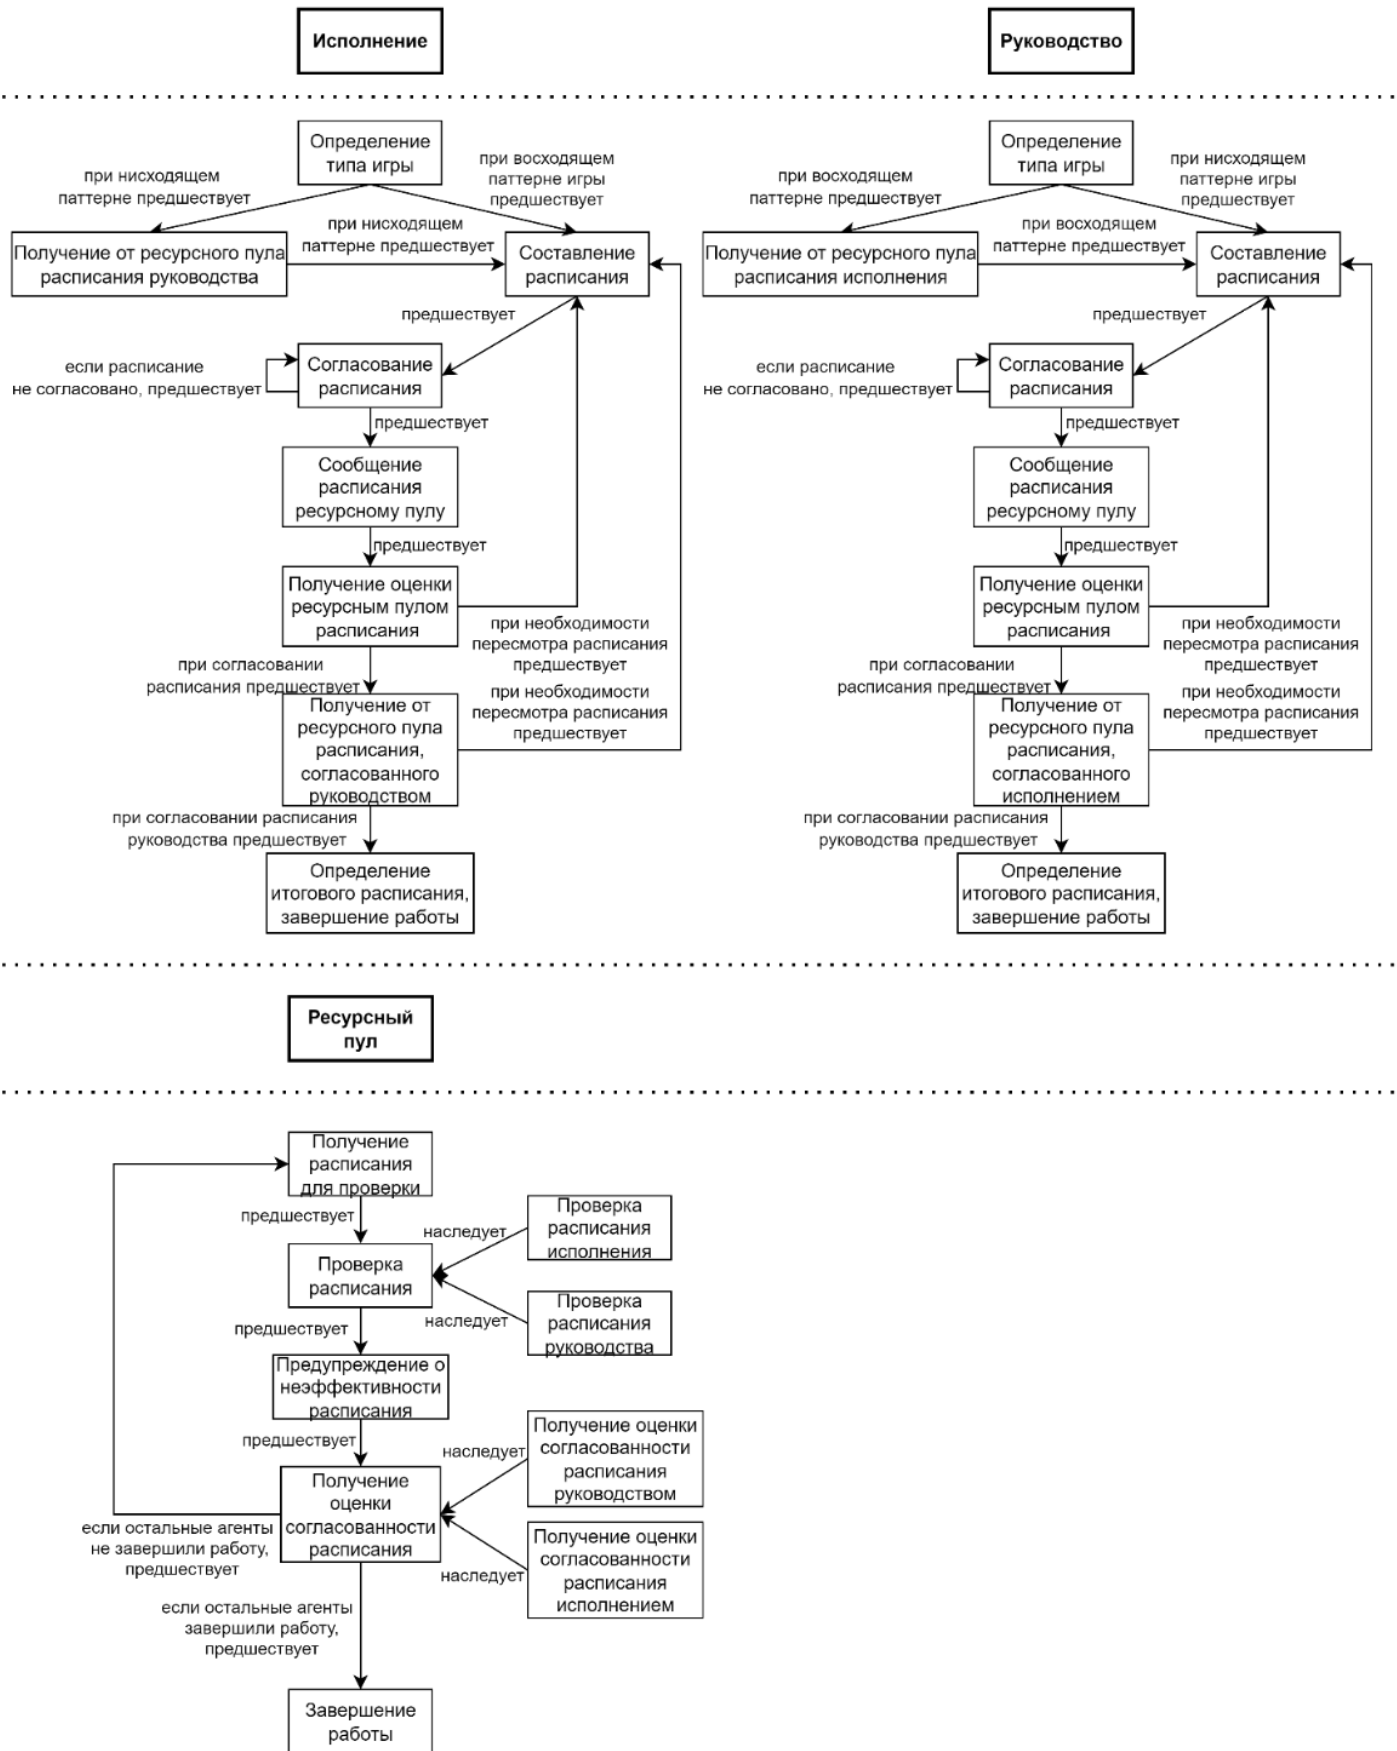 Исполнение
Руководство
Определение
типа игры
при нисходящем
паттерне предшествует
при восходящем
паттерне игры
предшествует
Получение от ресурсного пула
расписания руководства
при нисходящем
паттерне предшествует
Составление
расписания
предшествует
если расписание
не согласовано, предшествует
Согласование
расписания
предшествует
Сообщение
расписания
ресурсному пулу
предшествует
Получение оценки
ресурсным пулом
расписания
при необходимости
пересмотра расписания
предшествует
при согласовании
расписания предшествует
при необходимости
пересмотра расписания
предшествует
Получение от
ресурсного пула
расписания,
согласованного
руководством
при согласовании расписания
руководства предшествует
Определение
итогового расписания,
завершение работы
Определение
типа игры
при восходящем
паттерне предшествует
при нисходящем
паттерне игры
предшествует
Получение от ресурсного пула
расписания исполнения
при восходящем
паттерне предшествует
Составление
расписания
предшествует
если расписание
не согласовано, предшествует
Согласование
расписания
предшествует
Сообщение
расписания
ресурсному пулу
предшествует
Получение оценки
ресурсным пулом
расписания
при необходимости
пересмотра расписания
предшествует
при согласовании
расписания предшествует
при необходимости
пересмотра расписания
предшествует
Получение от
ресурсного пула
расписания,
согласованного
исполнением
при согласовании расписания
руководства предшествует
Определение
итогового расписания,
завершение работы
Ресурсный
пул
Получение
расписания
для проверки
предшествует
Проверка
расписания
наследует
Проверка
расписания
исполнения
наследует
Проверка
расписания
руководства
предшествует
Предупреждение о
неэффективности
расписания
предшествует
Получение
оценки
согласованности
расписания
наследует
Получение оценки
согласованности
расписания
руководством
наследует
Получение оценки
согласованности
расписания
исполнением
если остальные агенты
не завершили работу,
предшествует
если остальные агенты
завершили работу,
предшествует
Завершение
работы